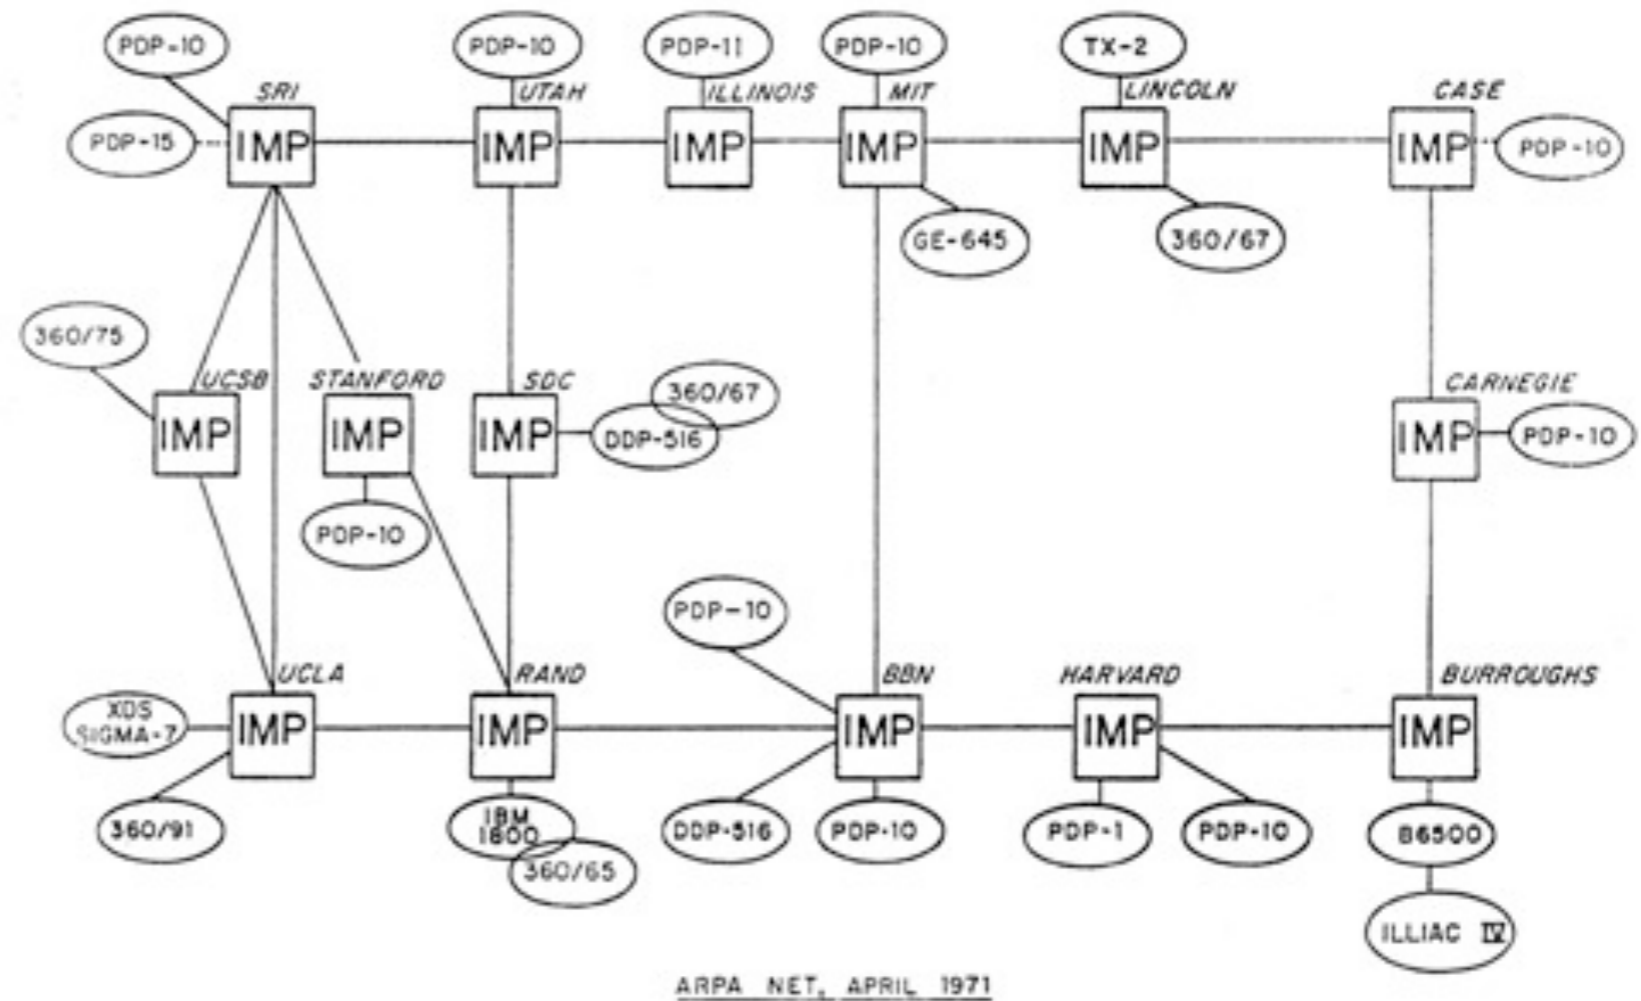 PDP-10
PDP-10
PDP-11
PDP-10
TX-2
SRI
UTAH
ILLINOIS
MIT
LINCOLN
CASE
PDP-15
IMP
IMP
IMP
IMP
IMP
IMP
PDP-10
GE-645
360/67
360/75
UCSB
STANFORD
SDC
360/67
CARNEGIE
IMP
IMP
IMP
DDP-516
IMP
PDP-10
PDP-10
PDP-10
UCLA
RAND
BBN
HARVARD
BURROUGHS
XDS
SIGMA-7
IMP
IMP
IMP
IMP
IMP
360/91
IBM
1800
360/65
DDP-516
PDP-10
PDP-1
PDP-10
B6500
ILLIAC IV
ARPA NET, APRIL 1971